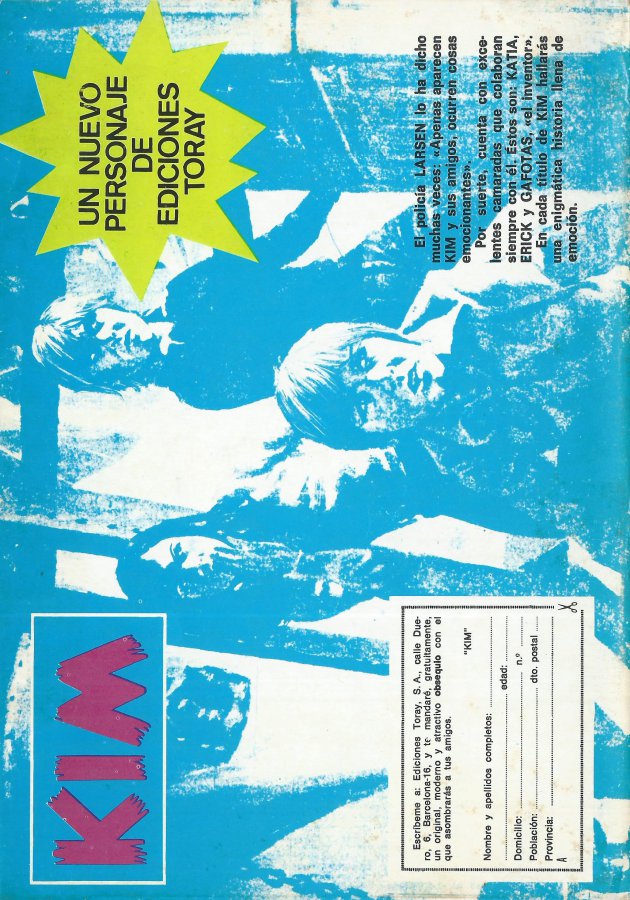 KIM
UN NUEVO
PERSONAJE
DE
EDICIONES
TORAY
El policía LARSEN lo ha dicho
muchas veces: «Apenas aparecen
KIM y sus amigos, ocurren cosas
emocionantes».
Por suerte, cuenta con exce-
lentes camaradas que colaboran
siempre con él. Éstos son: KATIA,
ERICK y GAFOTAS, «el inventor».
En cada título de KIM hallarás
una enigmática historia llena de
emoción.
Escríbeme a: Ediciones Toray, S. A., calle Due-
ro, 6, Barcelona-16, y te mandaré, gratuitamente,
un original, moderno y atractivo obsequio con el
que asombrarás a tus amigos.
"KIM"
Nombre y apellidos completos:
edad:
Domicilio: n.º
Población: dto. postal
Provincia:
A